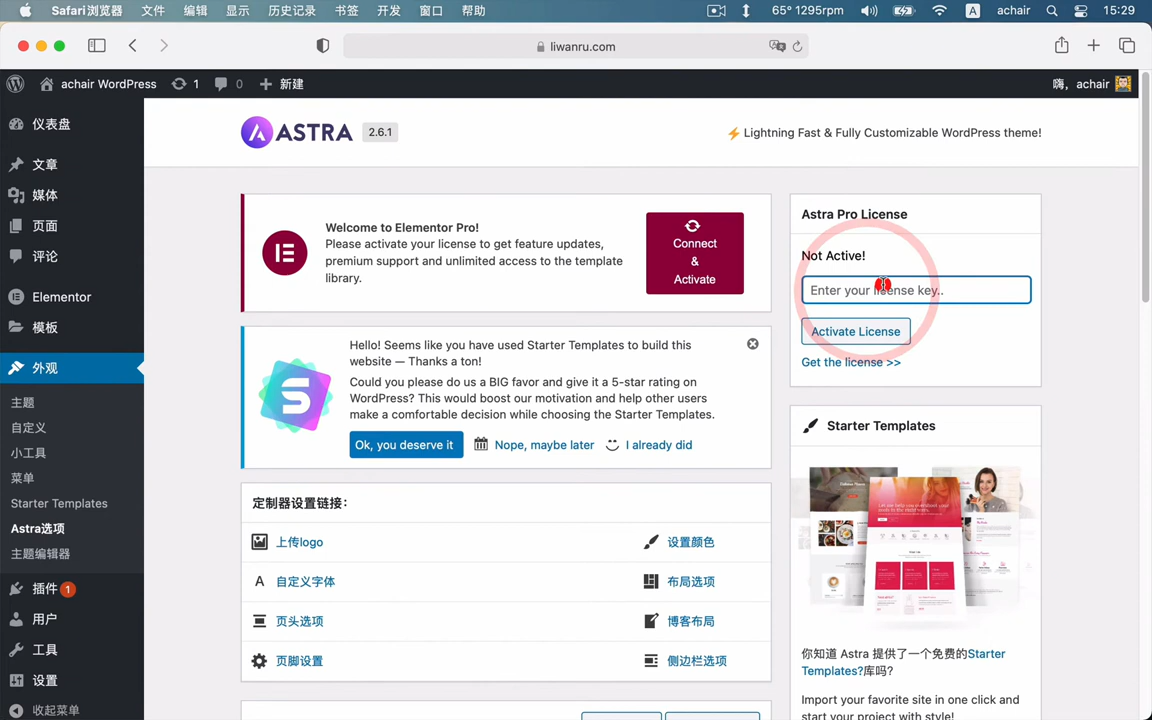 Safari浏览器 文件 编辑 显示 历史记录 书签 开发 窗口 帮助 65° 1295rpm A achair 15:29
liwanru.com
achair WordPress 1 0 新建 嗨，achair
仪表盘
文章
媒体
页面
评论
Elementor
模板
外观
主题
自定义
小工具
菜单
Starter Templates
Astra选项
主题编辑器
插件 1
用户
工具
设置
收起菜单
ASTRA 2.6.1
⚡ Lightning Fast & Fully Customizable WordPress theme!
Welcome to Elementor Pro!
Please activate your license to get feature updates,
premium support and unlimited access to the template
library.
Connect
&
Activate
Hello! Seems like you have used Starter Templates to build this
website — Thanks a ton!
Could you please do us a BIG favor and give it a 5-star rating on
WordPress? This would boost our motivation and help other users
make a comfortable decision while choosing the Starter Templates.
Ok, you deserve it Nope, maybe later I already did
定制器设置链接：
上传logo 设置颜色
A 自定义字体 布局选项
页头选项 博客布局
页脚设置 侧边栏选项
Astra Pro License
Not Active!
Enter your license key..
Activate License
Get the license >>
Starter Templates
你知道 Astra 提供了一个免费的Starter
Templates?库吗？
Import your favorite site in one click and
start your project with style!